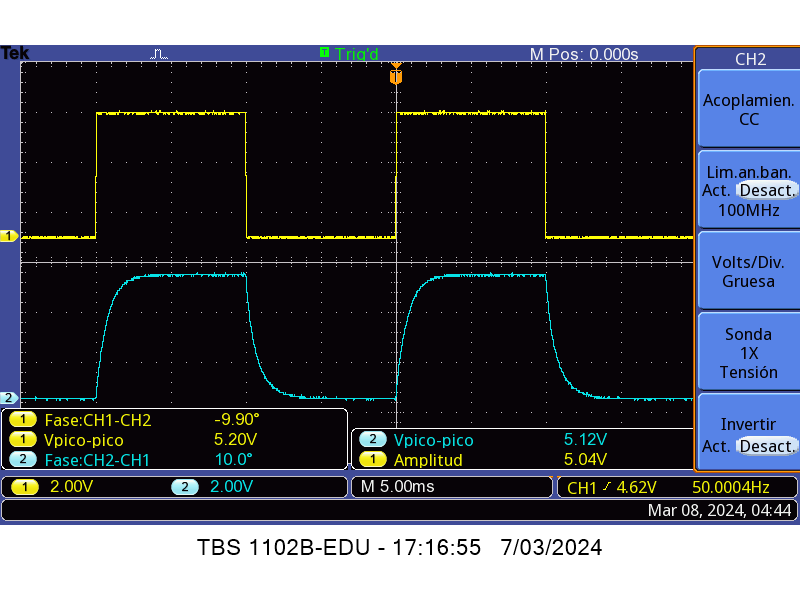 Tek
T Trig'd
M Pos: 0.000s
CH2
T
Acoplamien.
CC
Lim.an.ban.
Act. Desact.
100MHz
1
Volts/Div.
Gruesa
Sonda
1X
Tensión
2
Invertir
Act. Desact.
1 Fase:CH1-CH2 -9.90°
1 Vpico-pico 5.20V
2 Fase:CH2-CH1 10.0°
2 Vpico-pico 5.12V
1 Amplitud 5.04V
1 2.00V 2 2.00V M 5.00ms CH1 4.62V 50.0004Hz
Mar 08, 2024, 04:44
TBS 1102B-EDU - 17:16:55 7/03/2024